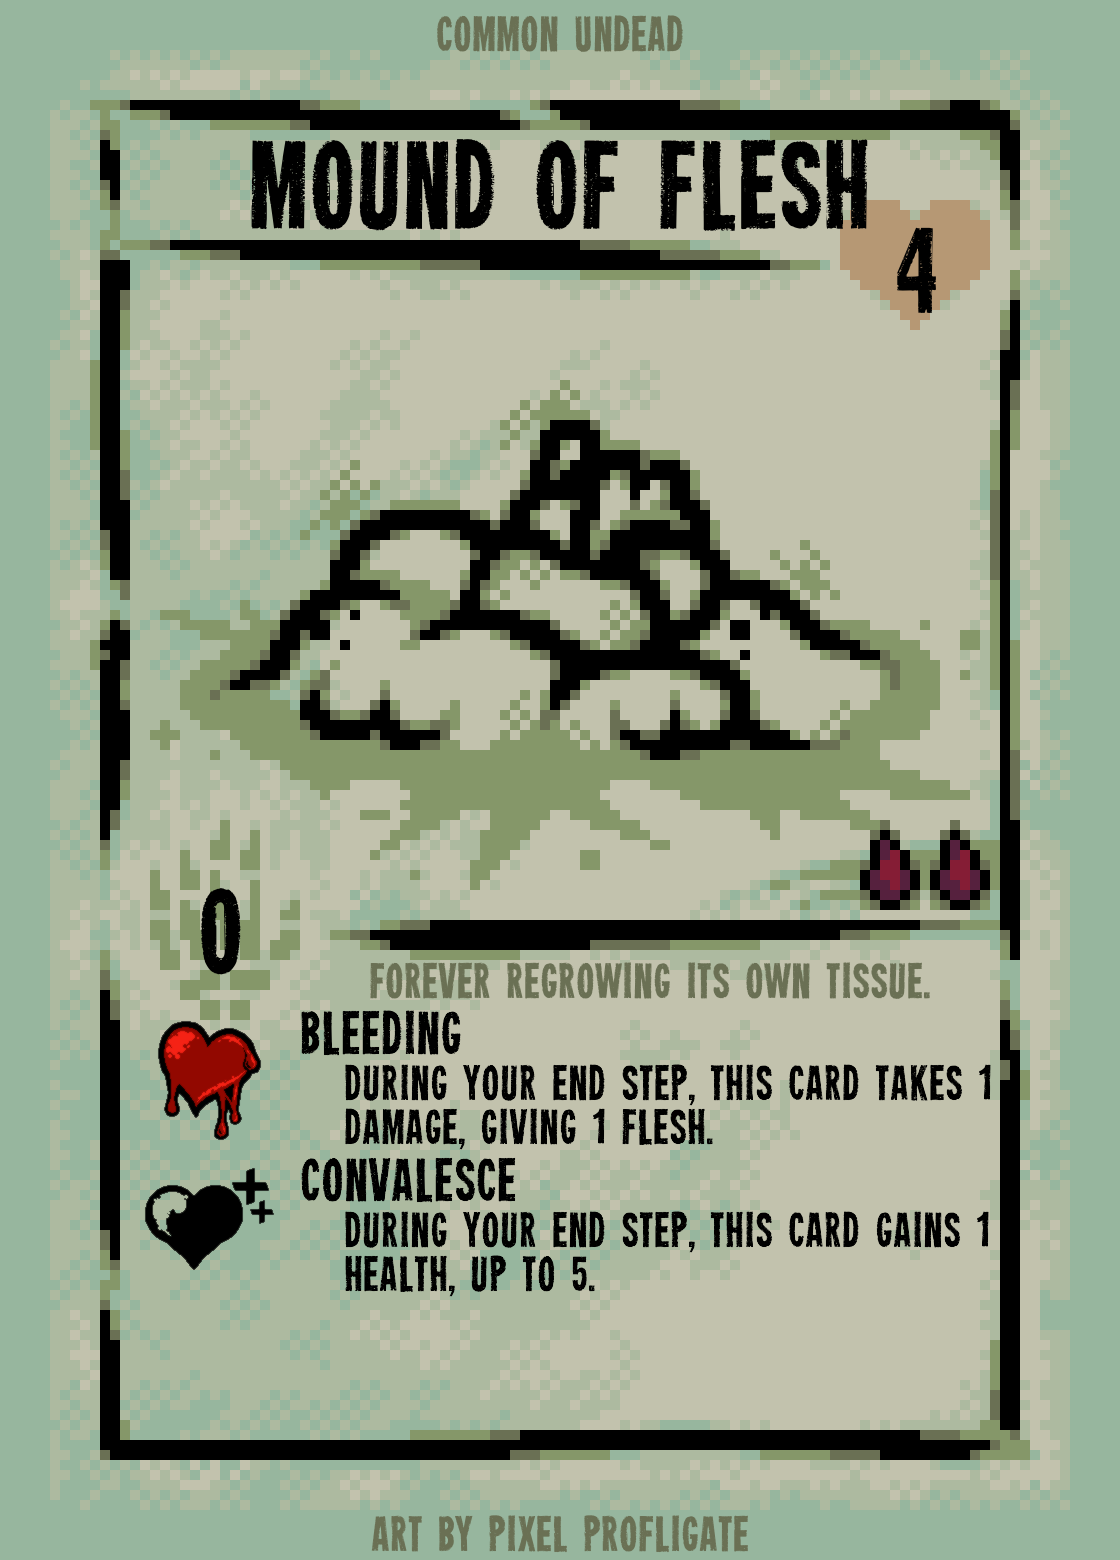 COMMON UNDEAD
MOUND OF FLESH
4
0
FOREVER REGROWING ITS OWN TISSUE.
BLEEDING
DURING YOUR END STEP, THIS CARD TAKES 1
DAMAGE, GIVING 1 FLESH.
CONVALESCE
DURING YOUR END STEP, THIS CARD GAINS 1
HEALTH, UP TO 5.
ART BY PIXEL PROFLIGATE